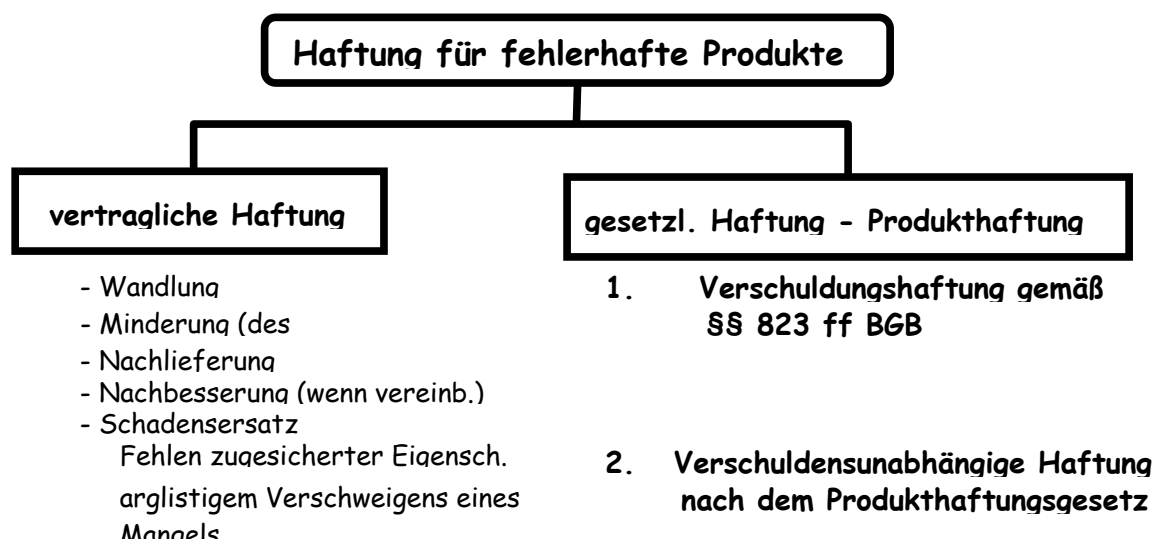 Haftung für fehlerhafte Produkte
vertragliche Haftung
- Wandlung
- Minderung (des
- Nachlieferung
- Nachbesserung (wenn vereinb.)
- Schadensersatz
Fehlen zugesicherter Eigensch.
arglistigem Verschweigens eines
Mangels
gesetzl. Haftung - Produkthaftung
1. Verschuldungshaftung gemäß
§§ 823 ff BGB
2. Verschuldensunabhängige Haftung
nach dem Produkthaftungsgesetz